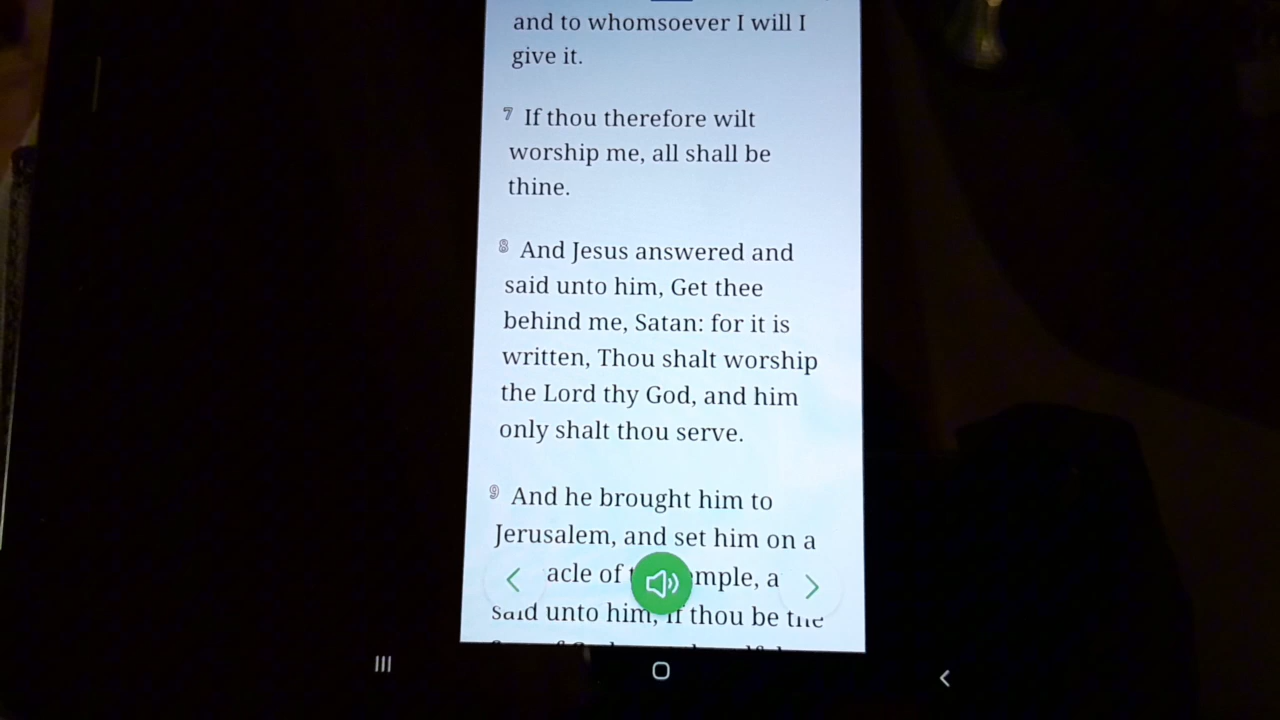 and to whomsoever I will I
give it.
7 If thou therefore wilt
worship me, all shall be
thine.
8 And Jesus answered and
said unto him, Get thee
behind me, Satan: for it is
written, Thou shalt worship
the Lord thy God, and him
only shalt thou serve.
9 And he brought him to
Jerusalem, and set him on a
acle of emple, a
said unto him, If thou be the